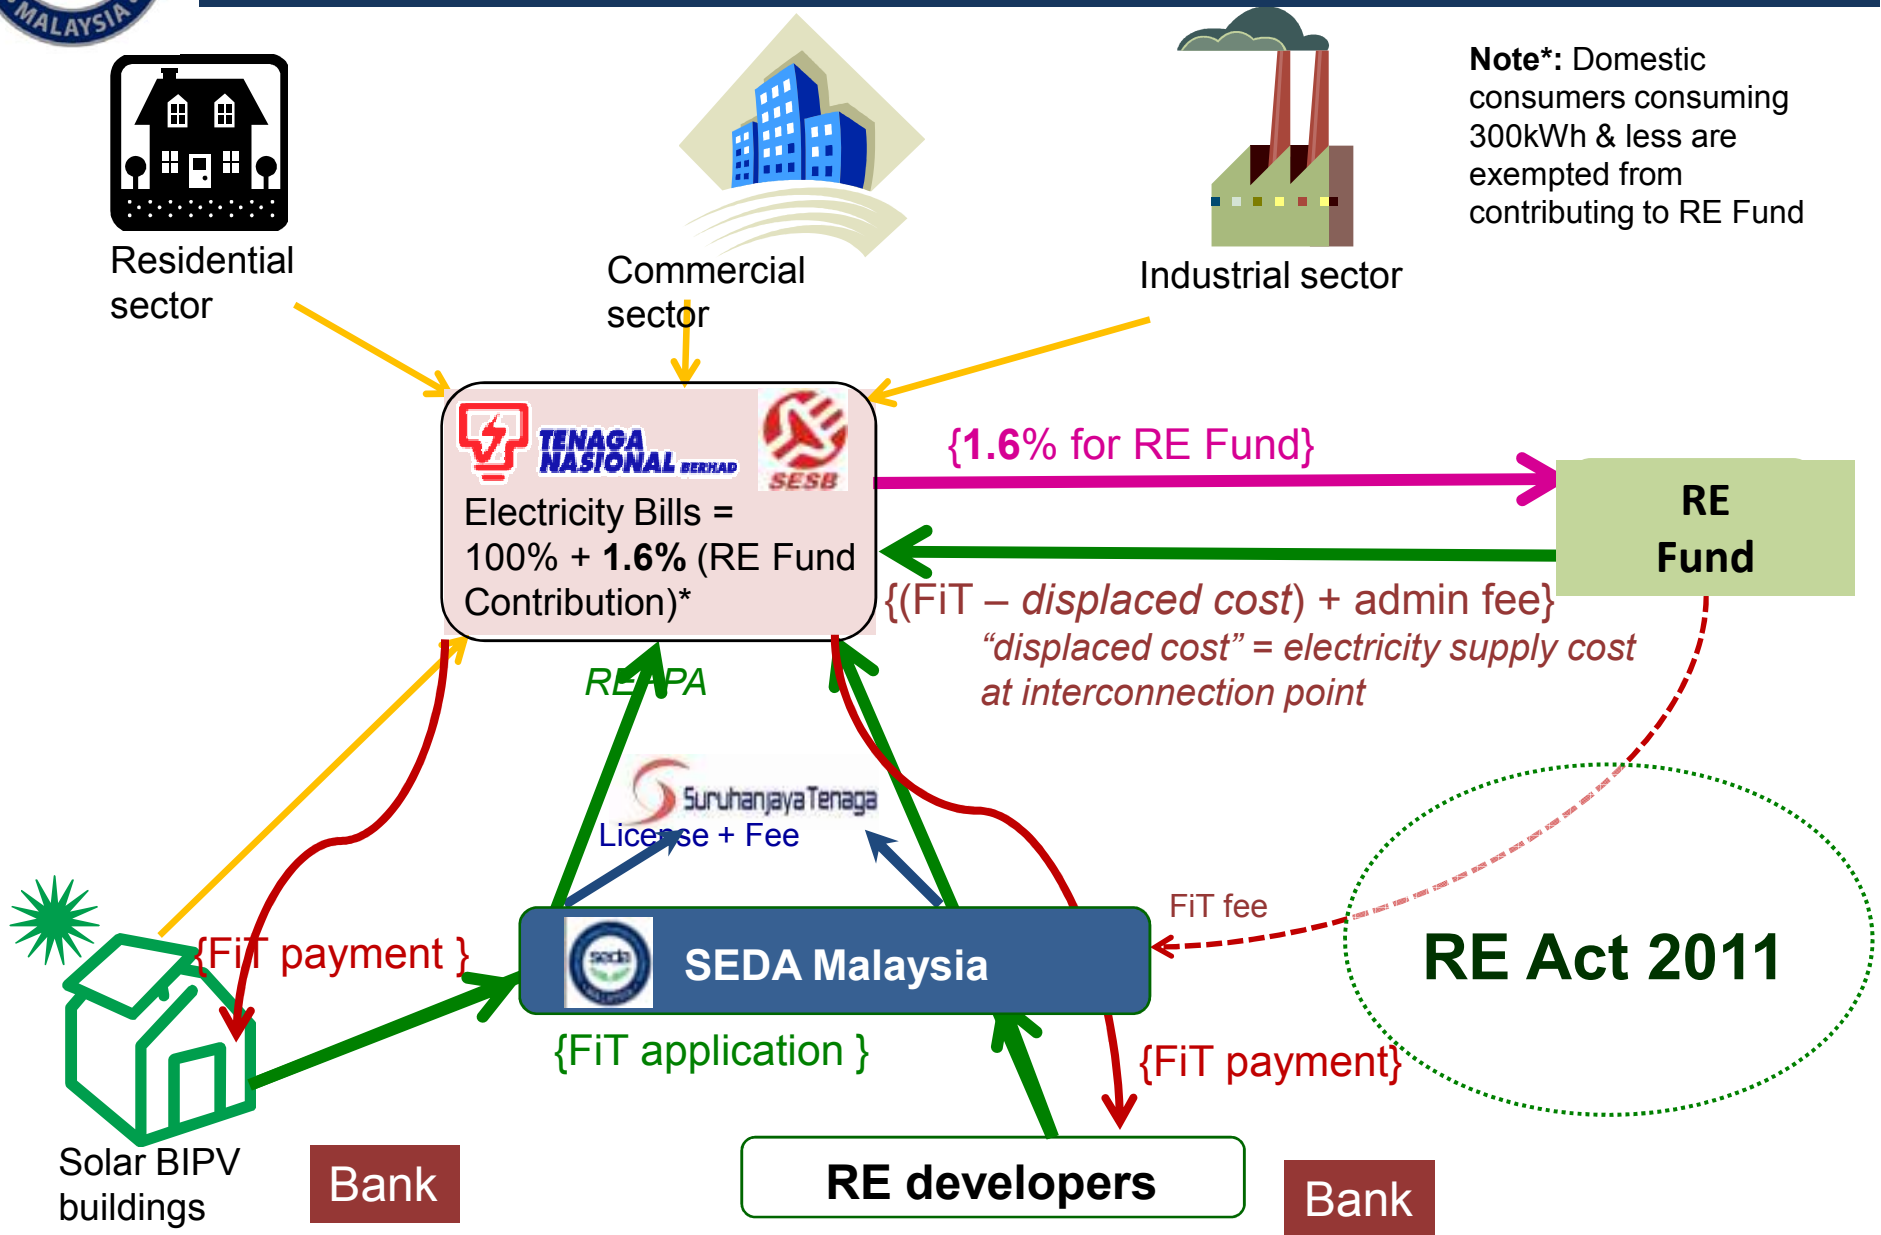 MALAYSIA
Note*: Domestic
consumers consuming
300kWh & less are
exempted from
contributing to RE Fund
Residential
sector
Commercial
sector
Industrial sector
TENAGA
NASIONAL BERHAD
SESB
Electricity Bills =
100% + 1.6% (RE Fund
Contribution)*
{1.6% for RE Fund}
RE
Fund
{(FiT – displaced cost) + admin fee}
“displaced cost” = electricity supply cost
at interconnection point
REPPA
SuruhanjayaTenaga
License + Fee
FiT fee
{FiT payment }
seda
SEDA Malaysia
RE Act 2011
{FiT application }
{FiT payment}
Solar BIPV
buildings
Bank
RE developers
Bank